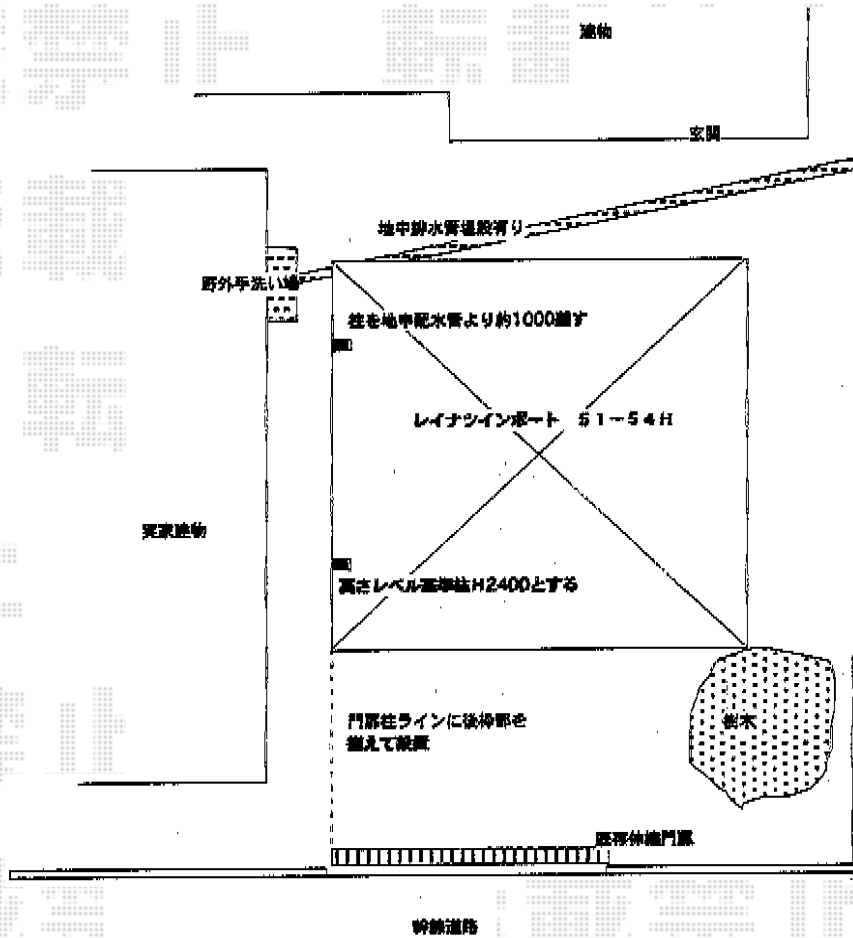 建物
玄関
地中排水管埋設有り
野外手洗い場
柱を地中配水管より約1000離す
レイナツインポート 51-54H
実家建物
高さレベル基準柱H2400とする
門扉柱ラインに後枠部を
揃えて設置
樹木
既存伸縮門扉
幹線道路